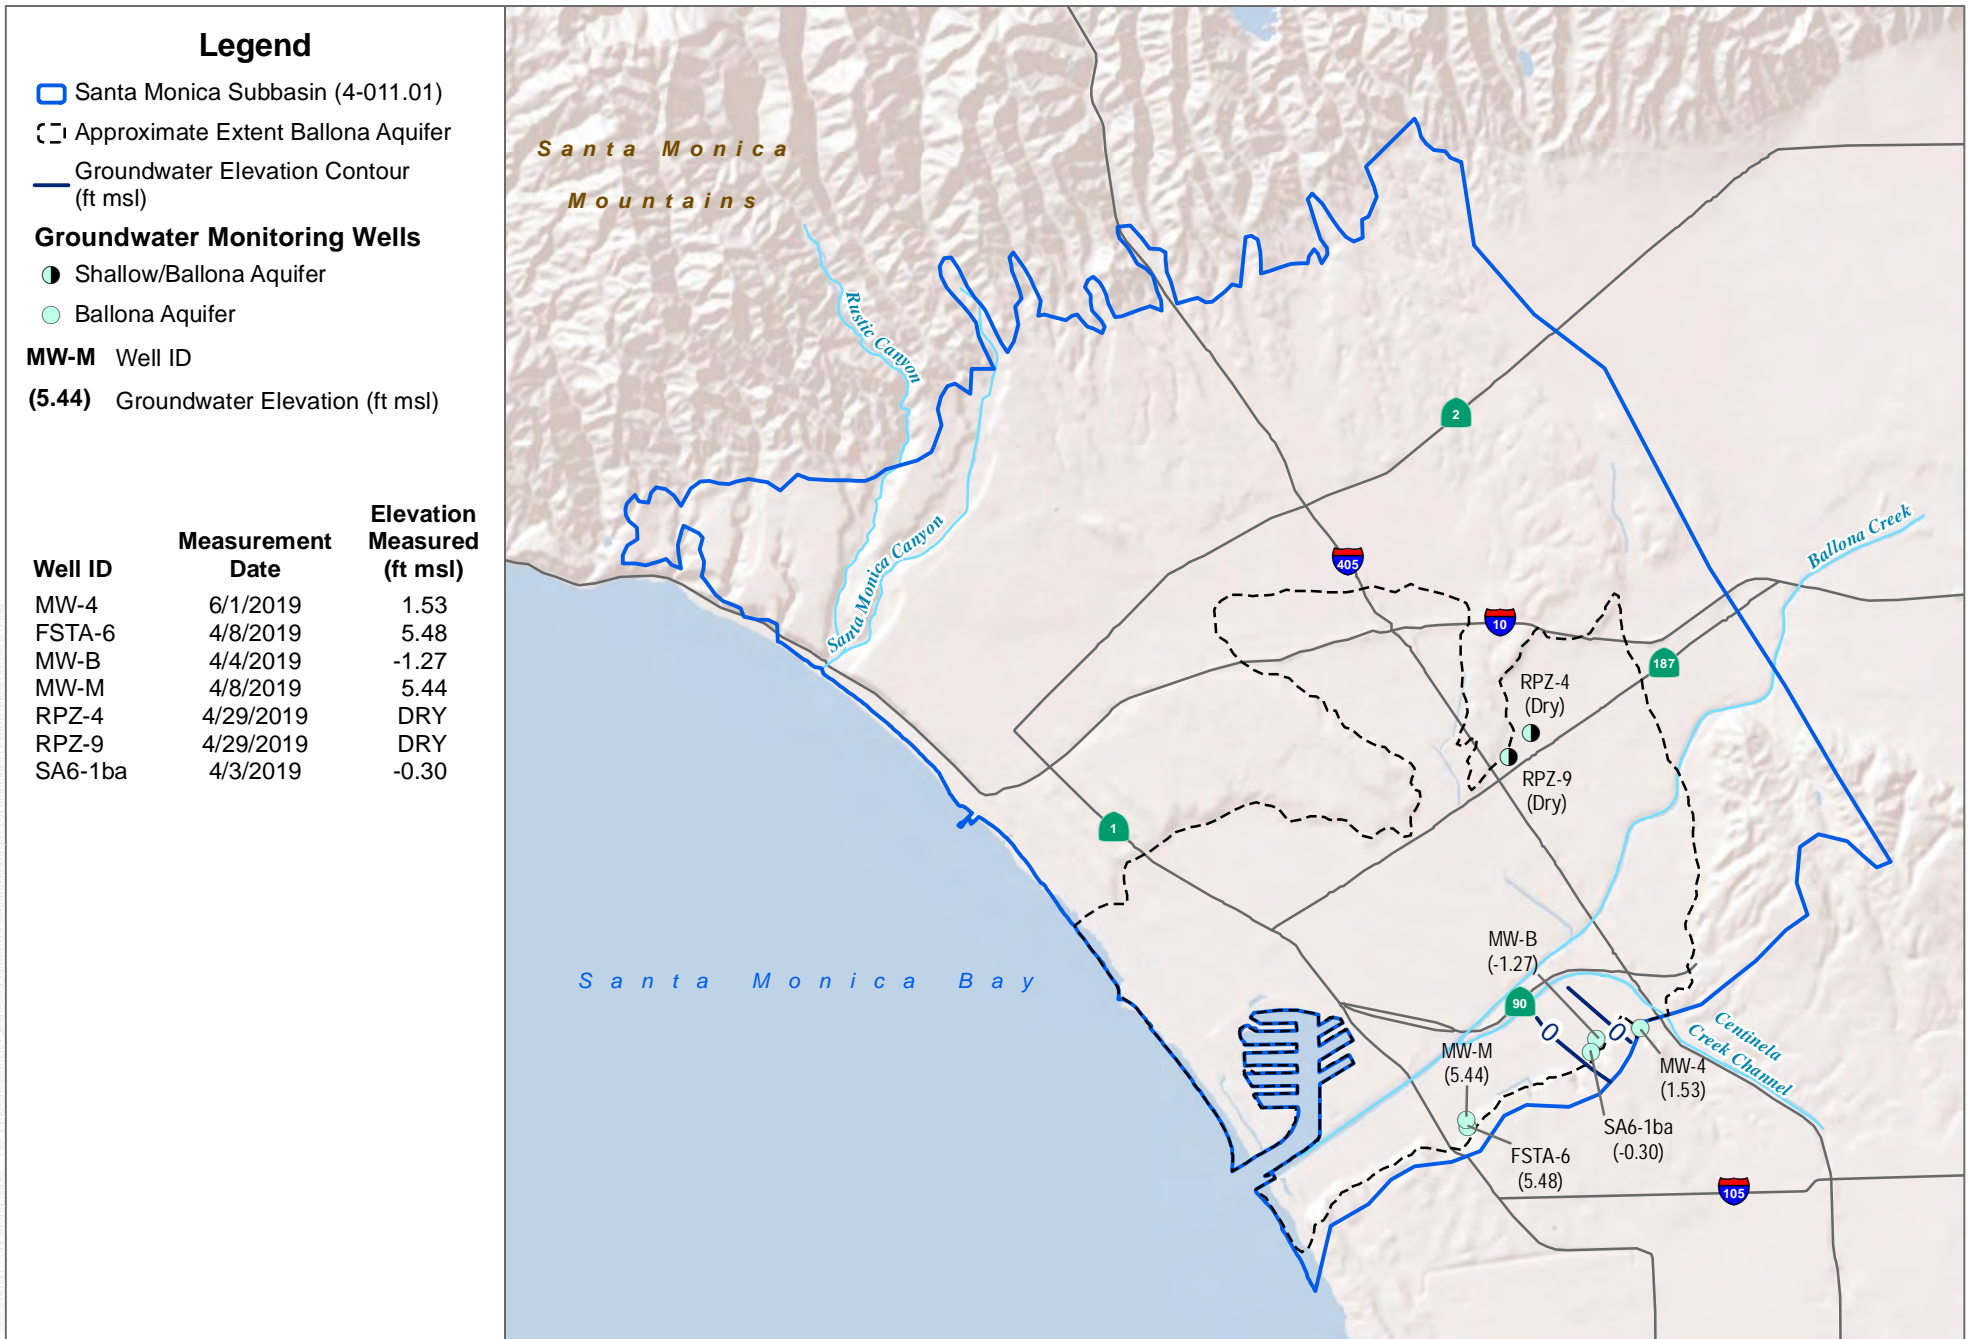 Legend
Santa Monica Subbasin (4-011.01)
Approximate Extent Ballona Aquifer
Groundwater Elevation Contour
(ft msl)
Groundwater Monitoring Wells
Shallow/Ballona Aquifer
Ballona Aquifer
MW-M Well ID
(5.44) Groundwater Elevation (ft msl)
Well ID Measurement Date Elevation Measured (ft msl)
MW-4 6/1/2019 1.53
FSTA-6 4/8/2019 5.48
MW-B 4/4/2019 -1.27
MW-M 4/8/2019 5.44
RPZ-4 4/29/2019 DRY
RPZ-9 4/29/2019 DRY
SA6-1ba 4/3/2019 -0.30
Santa Monica
Mountains
Rustic Canyon
Santa Monica Canyon
2
405
Ballona Creek
10
187
RPZ-4
(Dry)
RPZ-9
(Dry)
1
Santa Monica Bay
MW-B
(-1.27)
90
0
0
MW-M
(5.44)
Centinela
Creek Channel
MW-4
(1.53)
SA6-1ba
(-0.30)
FSTA-6
(5.48)
105